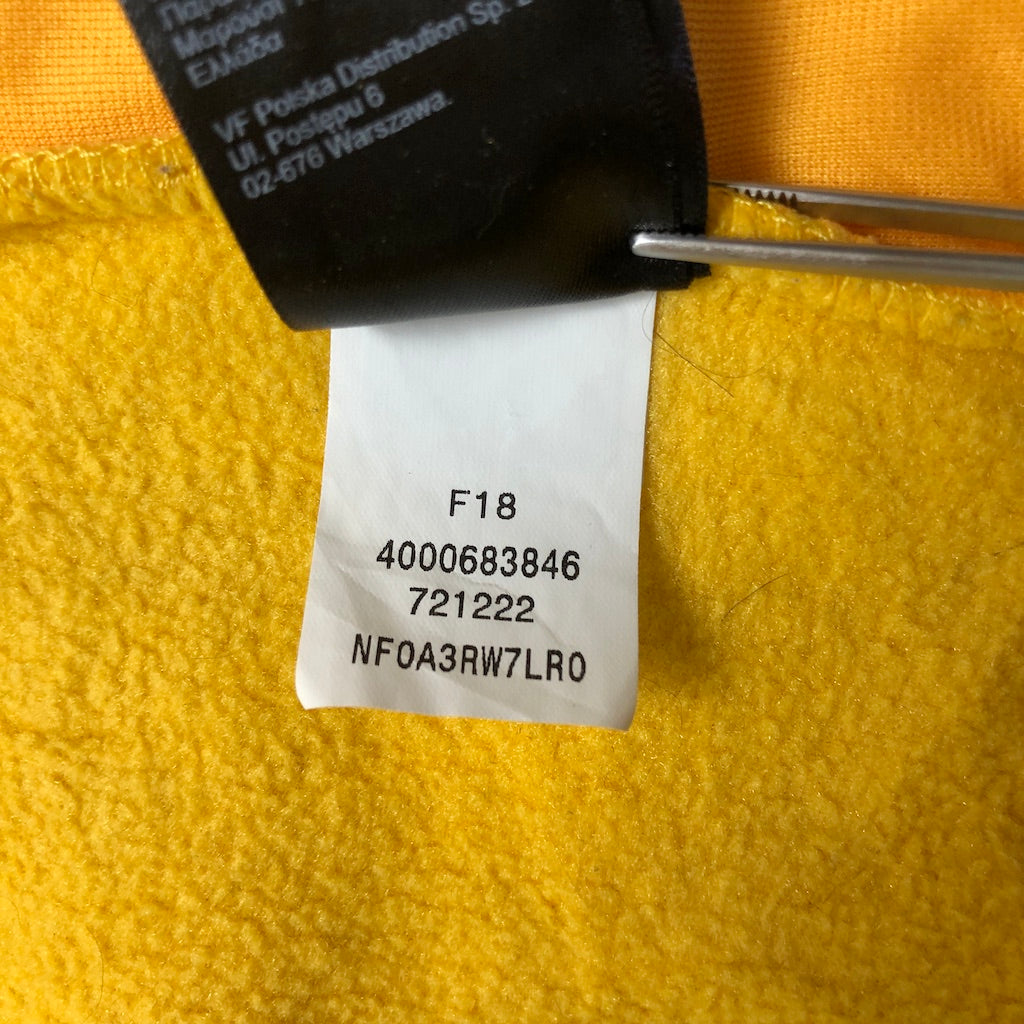 Μαρούσι
Ελλάδα
VF Polska Distribution Sp.
Ul. Postępu 6
02-676 Warszawa.
F18
4000683846
721222
NF0A3RW7LR0